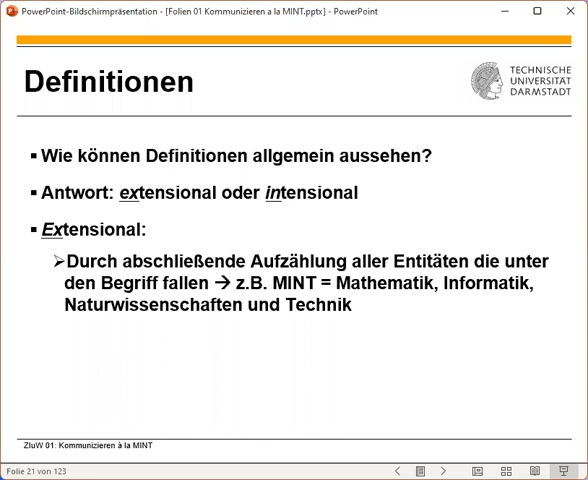 PowerPoint-Bildschirmpräsentation - [Folien 01 Kommunizieren a la MINT.pptx] - PowerPoint
Definitionen
TECHNISCHE
UNIVERSITÄT
DARMSTADT
▪ Wie können Definitionen allgemein aussehen?
▪ Antwort: extensional oder intensional
▪ Extensional:
➢Durch abschließende Aufzählung aller Entitäten die unter
den Begriff fallen → z.B. MINT = Mathematik, Informatik,
Naturwissenschaften und Technik
ZIuW 01: Kommunizieren à la MINT
Folie 21 von 123